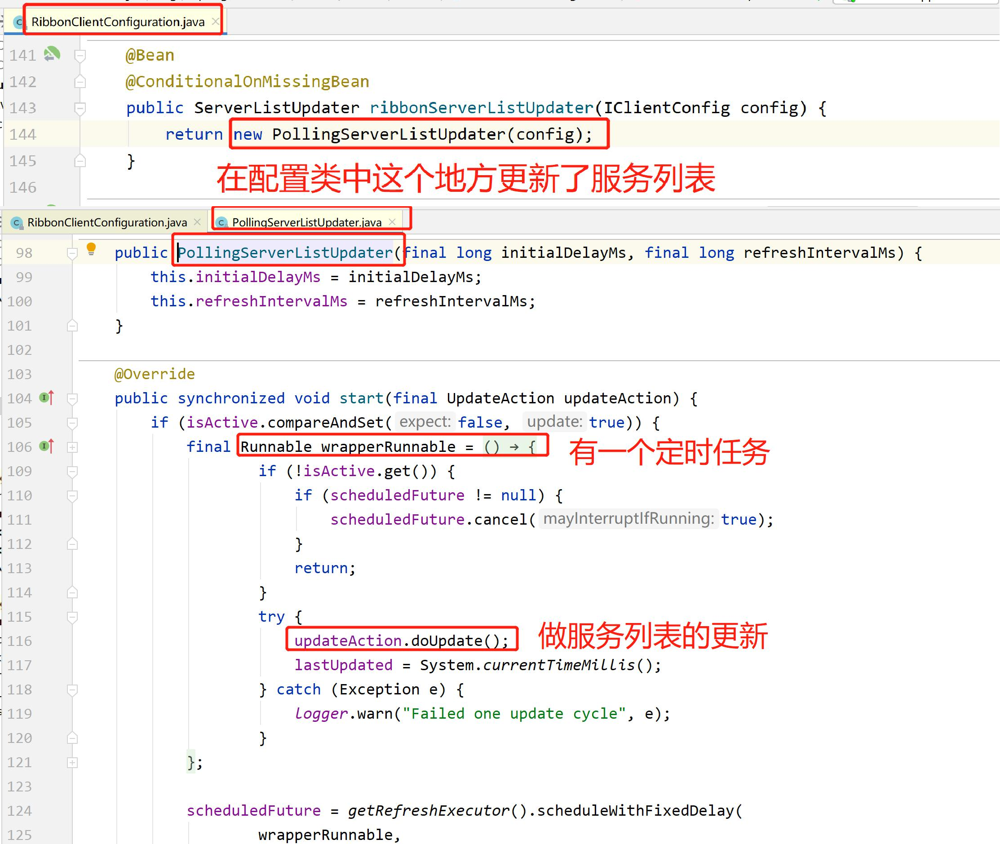 RibbonClientConfiguration.java
141 @Bean
142 @ConditionalOnMissingBean
143 public ServerListUpdater ribbonServerListUpdater(IClientConfig config) {
144 return new PollingServerListUpdater(config);
145 }
在配置类中这个地方更新了服务列表
146
RibbonClientConfiguration.java PollingServerListUpdater.java
98 public PollingServerListUpdater(final long initialDelayMs, final long refreshIntervalMs) {
99 this.initialDelayMs = initialDelayMs;
100 this.refreshIntervalMs = refreshIntervalMs;
101 }
102
103 @Override
104 public synchronized void start(final UpdateAction updateAction) {
105 if (isActive.compareAndSet( expect: false, update: true)) {
106 final Runnable wrapperRunnable = () → { 有一个定时任务
109 if (!isActive.get()) {
110 if (scheduledFuture != null) {
111 scheduledFuture.cancel( mayInterruptIfRunning: true);
112 }
113 return;
114 }
115 try {
116 updateAction.doUpdate(); 做服务列表的更新
117 lastUpdated = System.currentTimeMillis();
118 } catch (Exception e) {
119 logger.warn("Failed one update cycle", e);
120 }
121 };
123
124 scheduledFuture = getRefreshExecutor().scheduleWithFixedDelay(
125 wrapperRunnable,